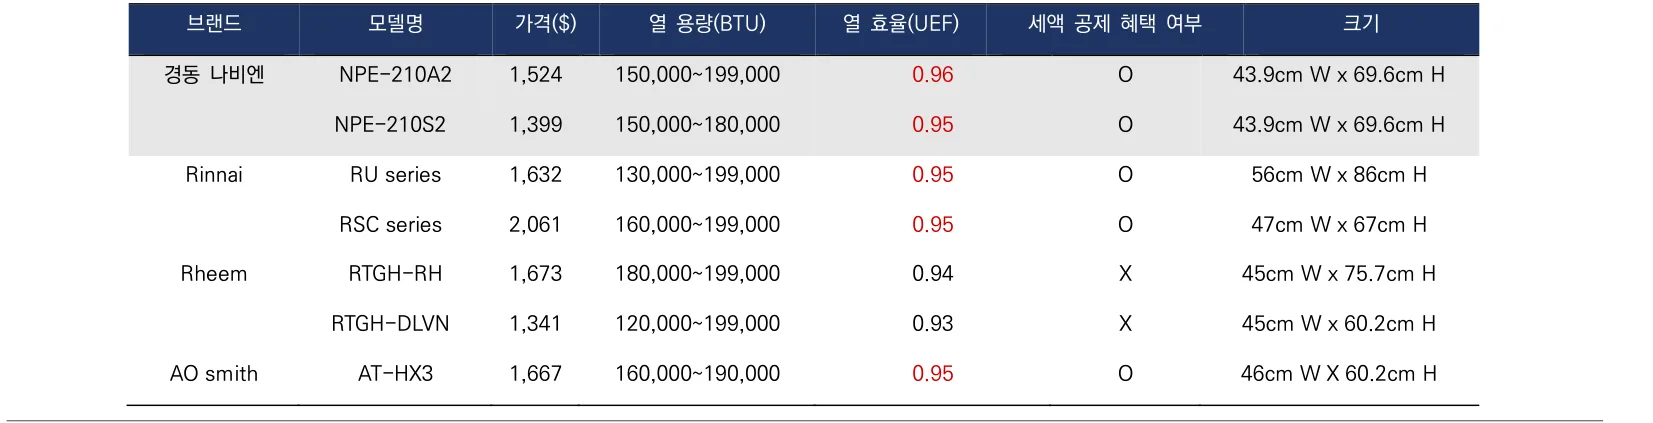 브랜드 모델명 가격($) 열 용량(BTU) 열 효율(UEF) 세액 공제 혜택 여부 크기
경동 나비엔 NPE-210A2 1,524 150,000~199,000 0.96 O 43.9cm W x 69.6cm H
NPE-210S2 1,399 150,000~180,000 0.95 O 43.9cm W x 69.6cm H
Rinnai RU series 1,632 130,000~199,000 0.95 O 56cm W x 86cm H
RSC series 2,061 160,000~199,000 0.95 O 47cm W x 67cm H
Rheem RTGH-RH 1,673 180,000~199,000 0.94 X 45cm W x 75.7cm H
RTGH-DLVN 1,341 120,000~199,000 0.93 X 45cm W x 60.2cm H
AO smith AT-HX3 1,667 160,000~190,000 0.95 O 46cm W X 60.2cm H